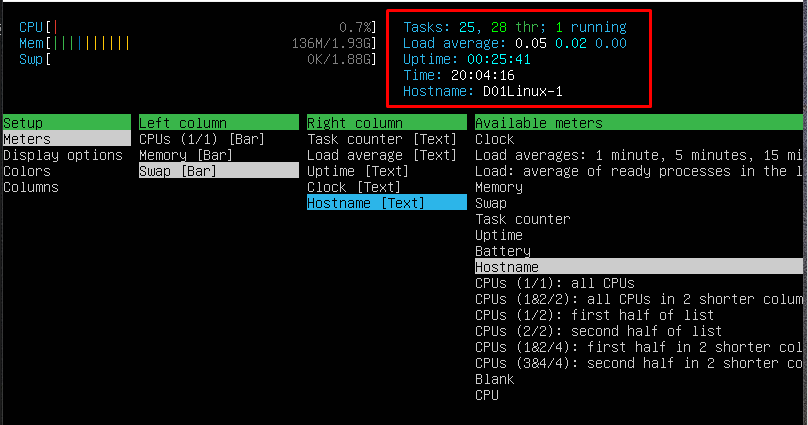 CPU[| 0.7%] Tasks: 25, 28 thr; 1 running
Mem[|||||||||| 136M/1.93G] Load average: 0.05 0.02 0.00
Swp[ 0K/1.88G] Uptime: 00:25:41
Time: 20:04:16
Hostname: D01Linux-1
Setup Left column Right column Available meters
Meters CPUs (1/1) [Bar] Task counter [Text] Clock
Display options Memory [Bar] Load average [Text] Load averages: 1 minute, 5 minutes, 15 mi
Colors Swap [Bar] Uptime [Text] Load: average of ready processes in the l
Columns Clock [Text] Memory
Hostname [Text] Swap
Task counter
Uptime
Battery
Hostname
CPUs (1/1): all CPUs
CPUs (1&2/2): all CPUs in 2 shorter colum
CPUs (1/2): first half of list
CPUs (2/2): second half of list
CPUs (1&2/4): first half in 2 shorter col
CPUs (3&4/4): second half in 2 shorter co
Blank
CPU